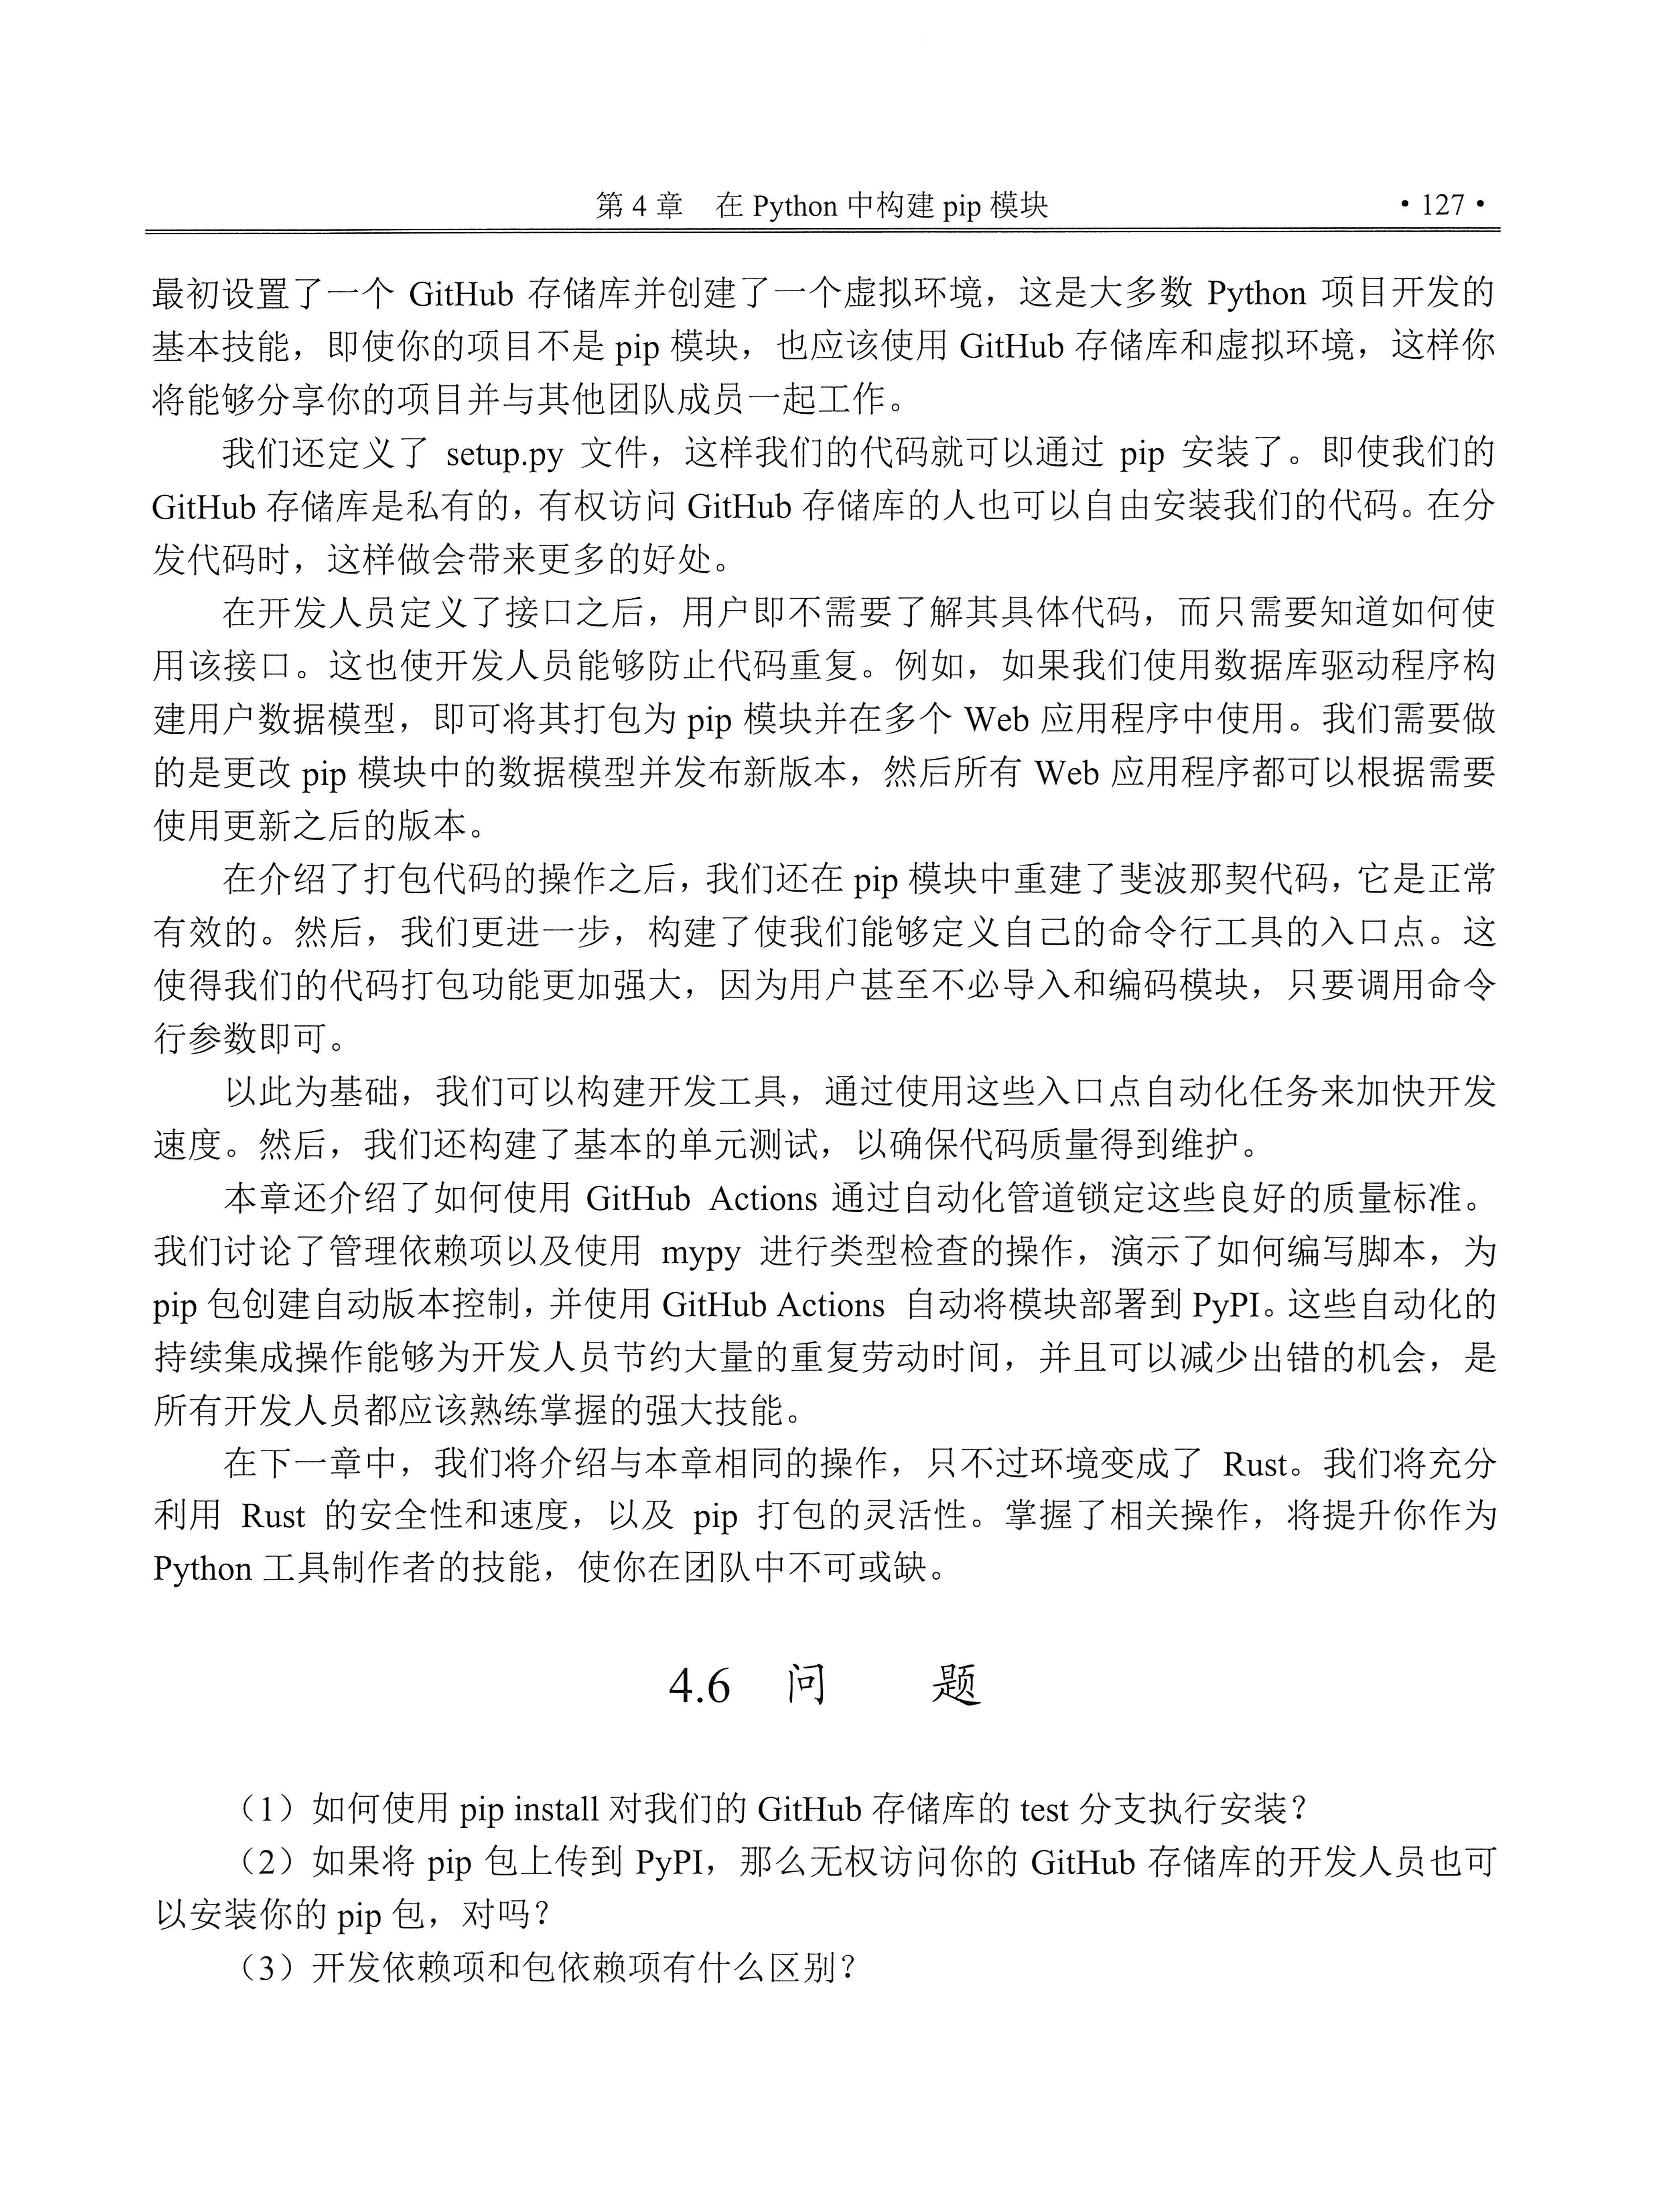 第 4 章　在 Python 中构建 pip 模块　　·127·
最初设置了一个 GitHub 存储库并创建了一个虚拟环境，这是大多数 Python 项目开发的
基本技能，即使你的项目不是 pip 模块，也应该使用 GitHub 存储库和虚拟环境，这样你
将能够分享你的项目并与其他团队成员一起工作。
我们还定义了 setup.py 文件，这样我们的代码就可以通过 pip 安装了。即使我们的
GitHub 存储库是私有的，有权访问 GitHub 存储库的人也可以自由安装我们的代码。在分
发代码时，这样做会带来更多的好处。
在开发人员定义了接口之后，用户即不需要了解其具体代码，而只需要知道如何使
用该接口。这也使开发人员能够防止代码重复。例如，如果我们使用数据库驱动程序构
建用户数据模型，即可将其打包为 pip 模块并在多个 Web 应用程序中使用。我们需要做
的是更改 pip 模块中的数据模型并发布新版本，然后所有 Web 应用程序都可以根据需要
使用更新之后的版本。
在介绍了打包代码的操作之后，我们还在 pip 模块中重建了斐波那契代码，它是正常
有效的。然后，我们更进一步，构建了使我们能够定义自己的命令行工具的入口点。这
使得我们的代码打包功能更加强大，因为用户甚至不必导入和编码模块，只要调用命令
行参数即可。
以此为基础，我们可以构建开发工具，通过使用这些入口点自动化任务来加快开发
速度。然后，我们还构建了基本的单元测试，以确保代码质量得到维护。
本章还介绍了如何使用 GitHub Actions 通过自动化管道锁定这些良好的质量标准。
我们讨论了管理依赖项以及使用 mypy 进行类型检查的操作，演示了如何编写脚本，为
pip 包创建自动版本控制，并使用 GitHub Actions 自动将模块部署到 PyPI。这些自动化的
持续集成操作能够为开发人员节约大量的重复劳动时间，并且可以减少出错的机会，是
所有开发人员都应该熟练掌握的强大技能。
在下一章中，我们将介绍与本章相同的操作，只不过环境变成了 Rust。我们将充分
利用 Rust 的安全性和速度，以及 pip 打包的灵活性。掌握了相关操作，将提升你作为
Python 工具制作者的技能，使你在团队中不可或缺。
4.6　问　　题
（1）如何使用 pip install 对我们的 GitHub 存储库的 test 分支执行安装？
（2）如果将 pip 包上传到 PyPI，那么无权访问你的 GitHub 存储库的开发人员也可
以安装你的 pip 包，对吗？
（3）开发依赖项和包依赖项有什么区别？